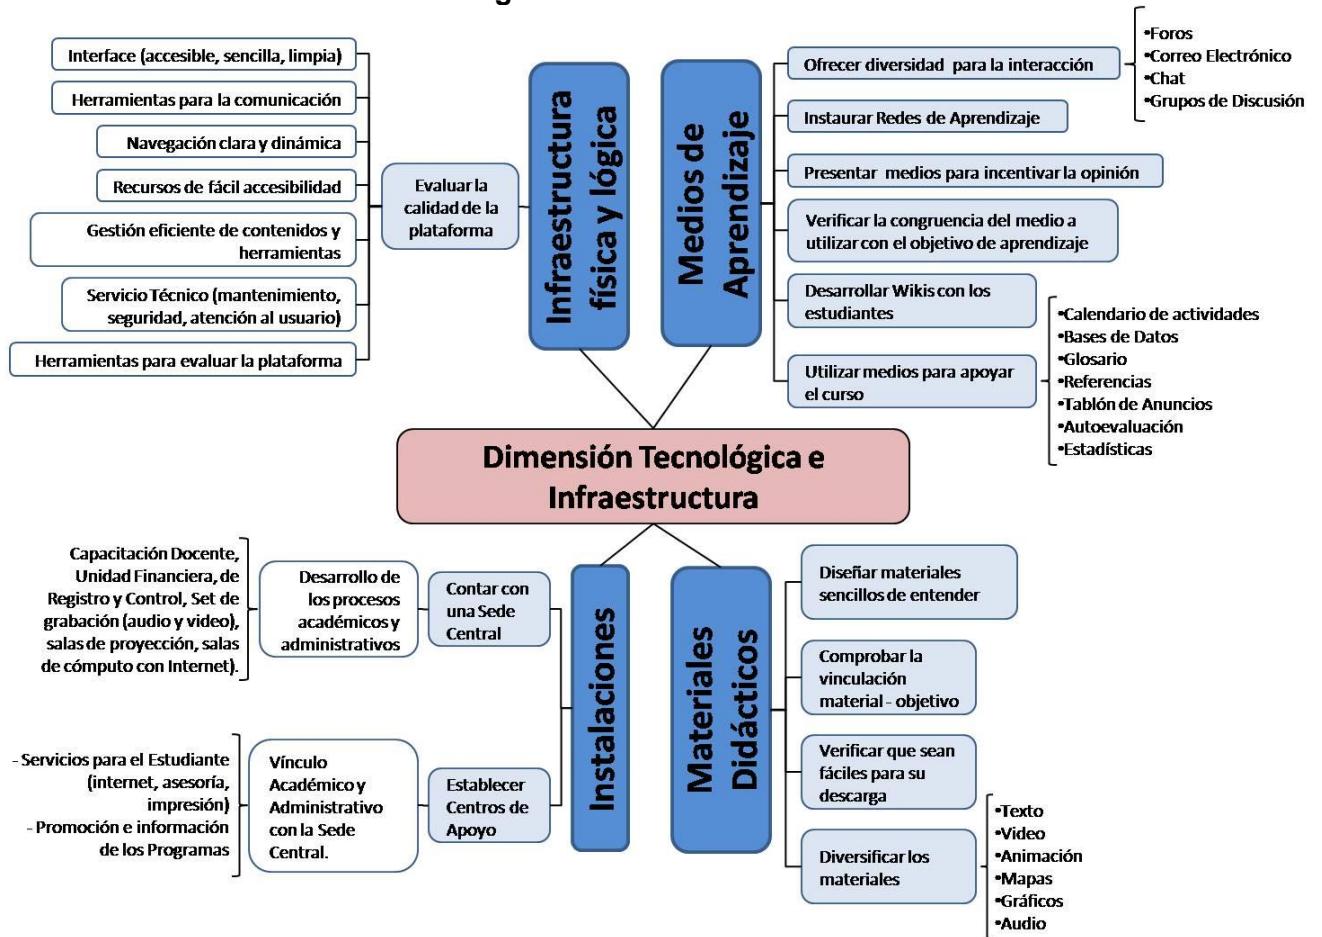 Interface (accesible, sencilla, limpia)
Herramientas para la comunicación
Navegación clara y dinámica
Recursos de fácil accesibilidad
Gestión eficiente de contenidos y
herramientas
Servicio Técnico (mantenimiento,
seguridad, atención al usuario)
Herramientas para evaluar la plataforma
Evaluar la
calidad de la
plataforma
Infraestructura
física y lógica
Medios de
Aprendizaje
Ofrecer diversidad para la interacción
•Foros
•Correo Electrónico
•Chat
•Grupos de Discusión
Instaurar Redes de Aprendizaje
Presentar medios para incentivar la opinión
Verificar la congruencia del medio a
utilizar con el objetivo de aprendizaje
Desarrollar Wikis con los
estudiantes
Utilizar medios para apoyar
el curso
•Calendario de actividades
•Bases de Datos
•Glosario
•Referencias
•Tablón de Anuncios
•Autoevaluación
•Estadísticas
Dimensión Tecnológica e
Infraestructura
Capacitación Docente,
Unidad Financiera, de
Registro y Control, Set de
grabación (audio y video),
salas de proyección, salas
de cómputo con Internet).
Desarrollo de
los procesos
académicos y
administrativos
Contar con
una Sede
Central
- Servicios para el Estudiante
(internet, asesoría,
impresión)
- Promoción e información
de los Programas
Vínculo
Académico y
Administrativo
con la Sede
Central.
Establecer
Centros de
Apoyo
Instalaciones
Materiales
Didácticos
Diseñar materiales
sencillos de entender
Comprobar la
vinculación
material - objetivo
Verificar que sean
fáciles para su
descarga
Diversificar los
materiales
•Texto
•Video
•Animación
•Mapas
•Gráficos
•Audio